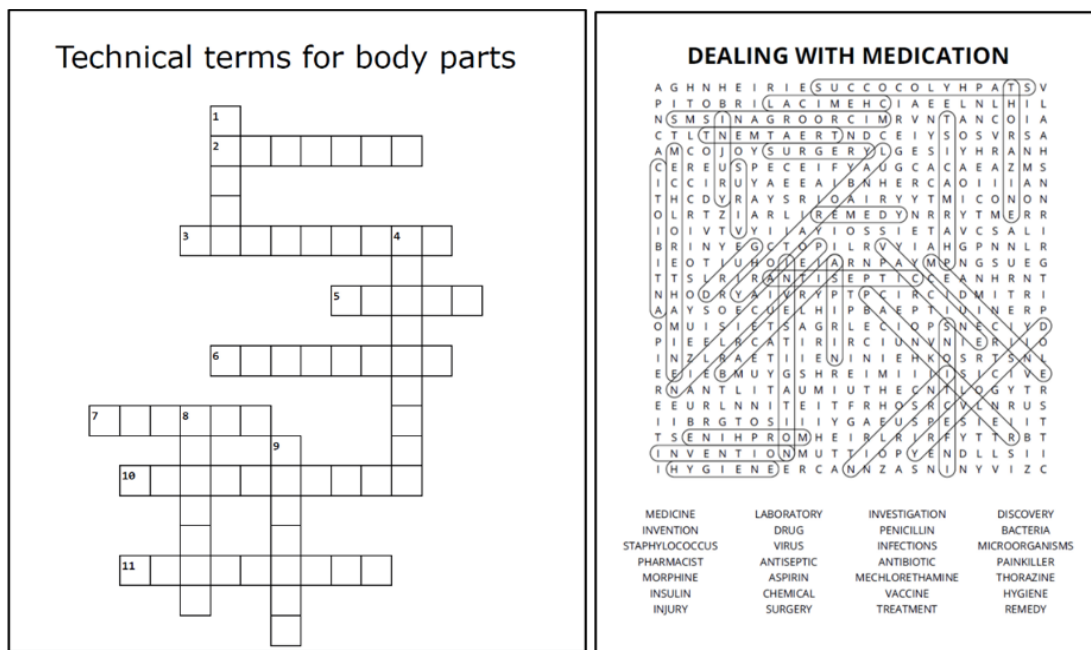 Technical terms for body parts
1
2
3 4
5
6
7 8
9
10
11
DEALING WITH MEDICATION
A G H N H E I R I E S U C C O C O L Y H P A T S V
P I T O B R I L A C I M E H C I A E E L N L H I L
N S M S I N A G R O O R C I M R V N T A N C O I A
C T L T N E M T A E R T N D C E I Y S O S V R S A
A M C O J O Y S U R G E R Y L G E S I Y H R A N H
C E R E U S P E C E I F Y A U G C A C A E A Z M S
I C C I R U Y A E E A I B N H E R C A O I I I A N
T H C D Y R A Y S R I O A I R Y Y T M I C O N O N
O L R T Z I A R L I R E M E D Y N R R Y T M E R R
I O I V T V Y I I A Y I O S S I E T A V C S A L I
B R I N Y E G C T O P I L R V Y I A H G P N N L R
I E O T I U H O I E I A R N P A Y M P N G S U E G
T T S L R I R A N T I S E P T I C C E A N H R N T
N H O D R Y A I V R Y P T P C I R C I D M I T R I
A A Y S O E C U E L H I P B A E P T I U I N E R P
O M U I S I E T S A G R L E C I O P S N E C I Y D
P I E E L R C A T I R I R C I U N V N I E R I I O
I N Z L R A E T I I E N I N I E H K O S R T S N L
E E I E B M U Y G S H R E I M I I I I S I C I V E
R N A N T L I T A U M I U T H E C N T L O G Y T R
E E U R L N N I T E I T F R H O S R C V L N R U S
I I B R G T O S I I I Y G A E U S P E S I E I I T
T S E N I H P R O M H E I R L R I R F Y T T R B T
I N V E N T I O N M U T T I O P Y E N D L L S I I
I H Y G I E N E E R C A N N Z A S N I N Y V I Z C
MEDICINE LABORATORY INVESTIGATION DISCOVERY
INVENTION DRUG PENICILLIN BACTERIA
STAPHYLOCOCCUS VIRUS INFECTIONS MICROORGANISMS
PHARMACIST ANTISEPTIC ANTIBIOTIC PAINKILLER
MORPHINE ASPIRIN MECHLORETHAMINE THORAZINE
INSULIN CHEMICAL VACCINE HYGIENE
INJURY SURGERY TREATMENT REMEDY